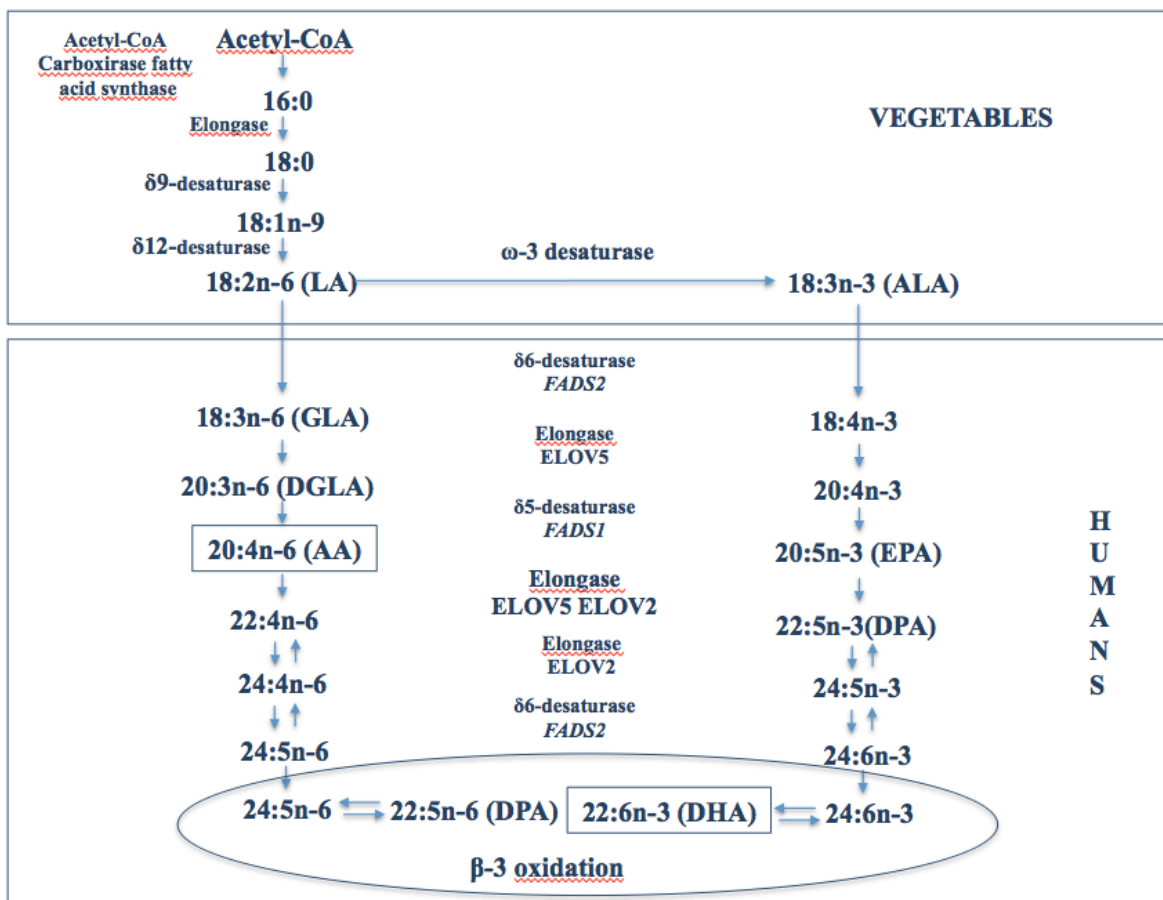 Acetyl-CoA
Carboxirase fatty
acid synthase
Acetyl-CoA
16:0
Elongase
18:0
δ9-desaturase
18:1n-9
δ12-desaturase
18:2n-6 (LA)
ω-3 desaturase
18:3n-3 (ALA)
VEGETABLES
δ6-desaturase
FADS2
18:3n-6 (GLA)
18:4n-3
Elongase
ELOV5
20:3n-6 (DGLA)
20:4n-3
δ5-desaturase
FADS1
20:4n-6 (AA)
20:5n-3 (EPA)
Elongase
ELOV5 ELOV2
22:4n-6
22:5n-3(DPA)
Elongase
ELOV2
24:4n-6
24:5n-3
δ6-desaturase
FADS2
24:5n-6
24:6n-3
24:5n-6
22:5n-6 (DPA)
22:6n-3 (DHA)
24:6n-3
β-3 oxidation
H
U
M
A
N
S